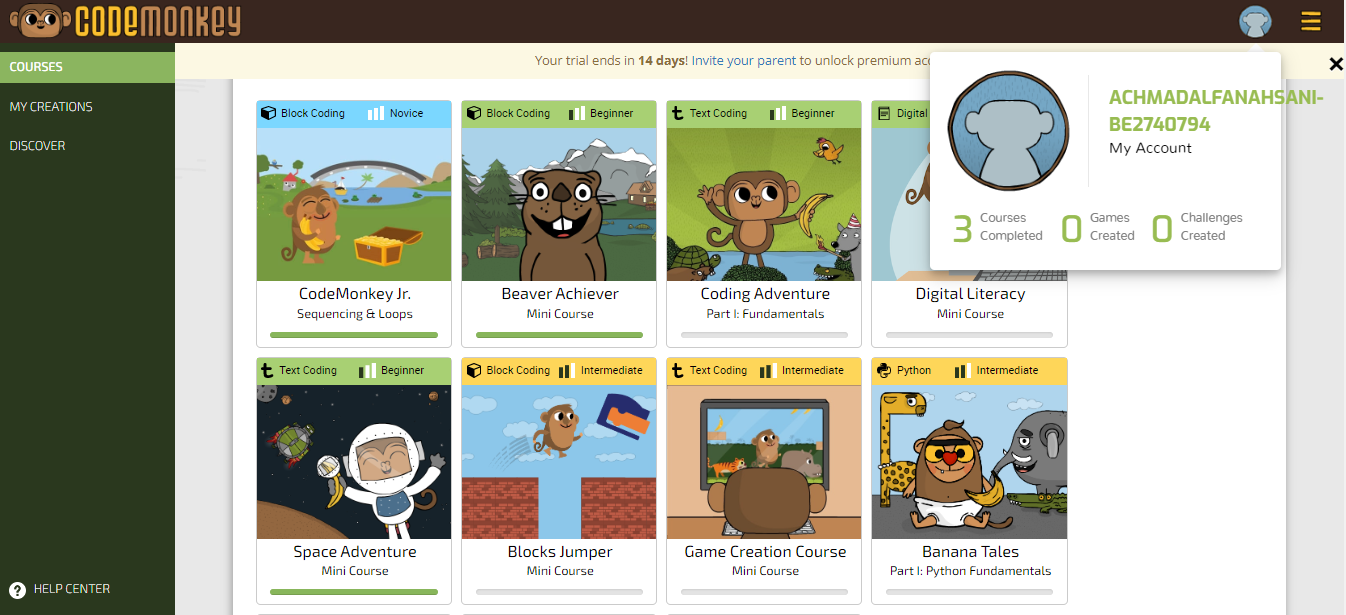 CODEMONKEY
COURSES
MY CREATIONS
DISCOVER
HELP CENTER
Your trial ends in 14 days! Invite your parent to unlock premium
ACHMADALFANAHSANI-
BE2740794
My Account
3 Courses Completed
0 Games Created
0 Challenges Created
Block Coding Novice
CodeMonkey Jr.
Sequencing & Loops
Block Coding Beginner
Beaver Achiever
Mini Course
Text Coding Beginner
Coding Adventure
Part I: Fundamentals
Digital
Digital Literacy
Mini Course
Text Coding Beginner
Space Adventure
Mini Course
Block Coding Intermediate
Blocks Jumper
Mini Course
Text Coding Intermediate
Game Creation Course
Mini Course
Python Intermediate
Banana Tales
Part I: Python Fundamentals